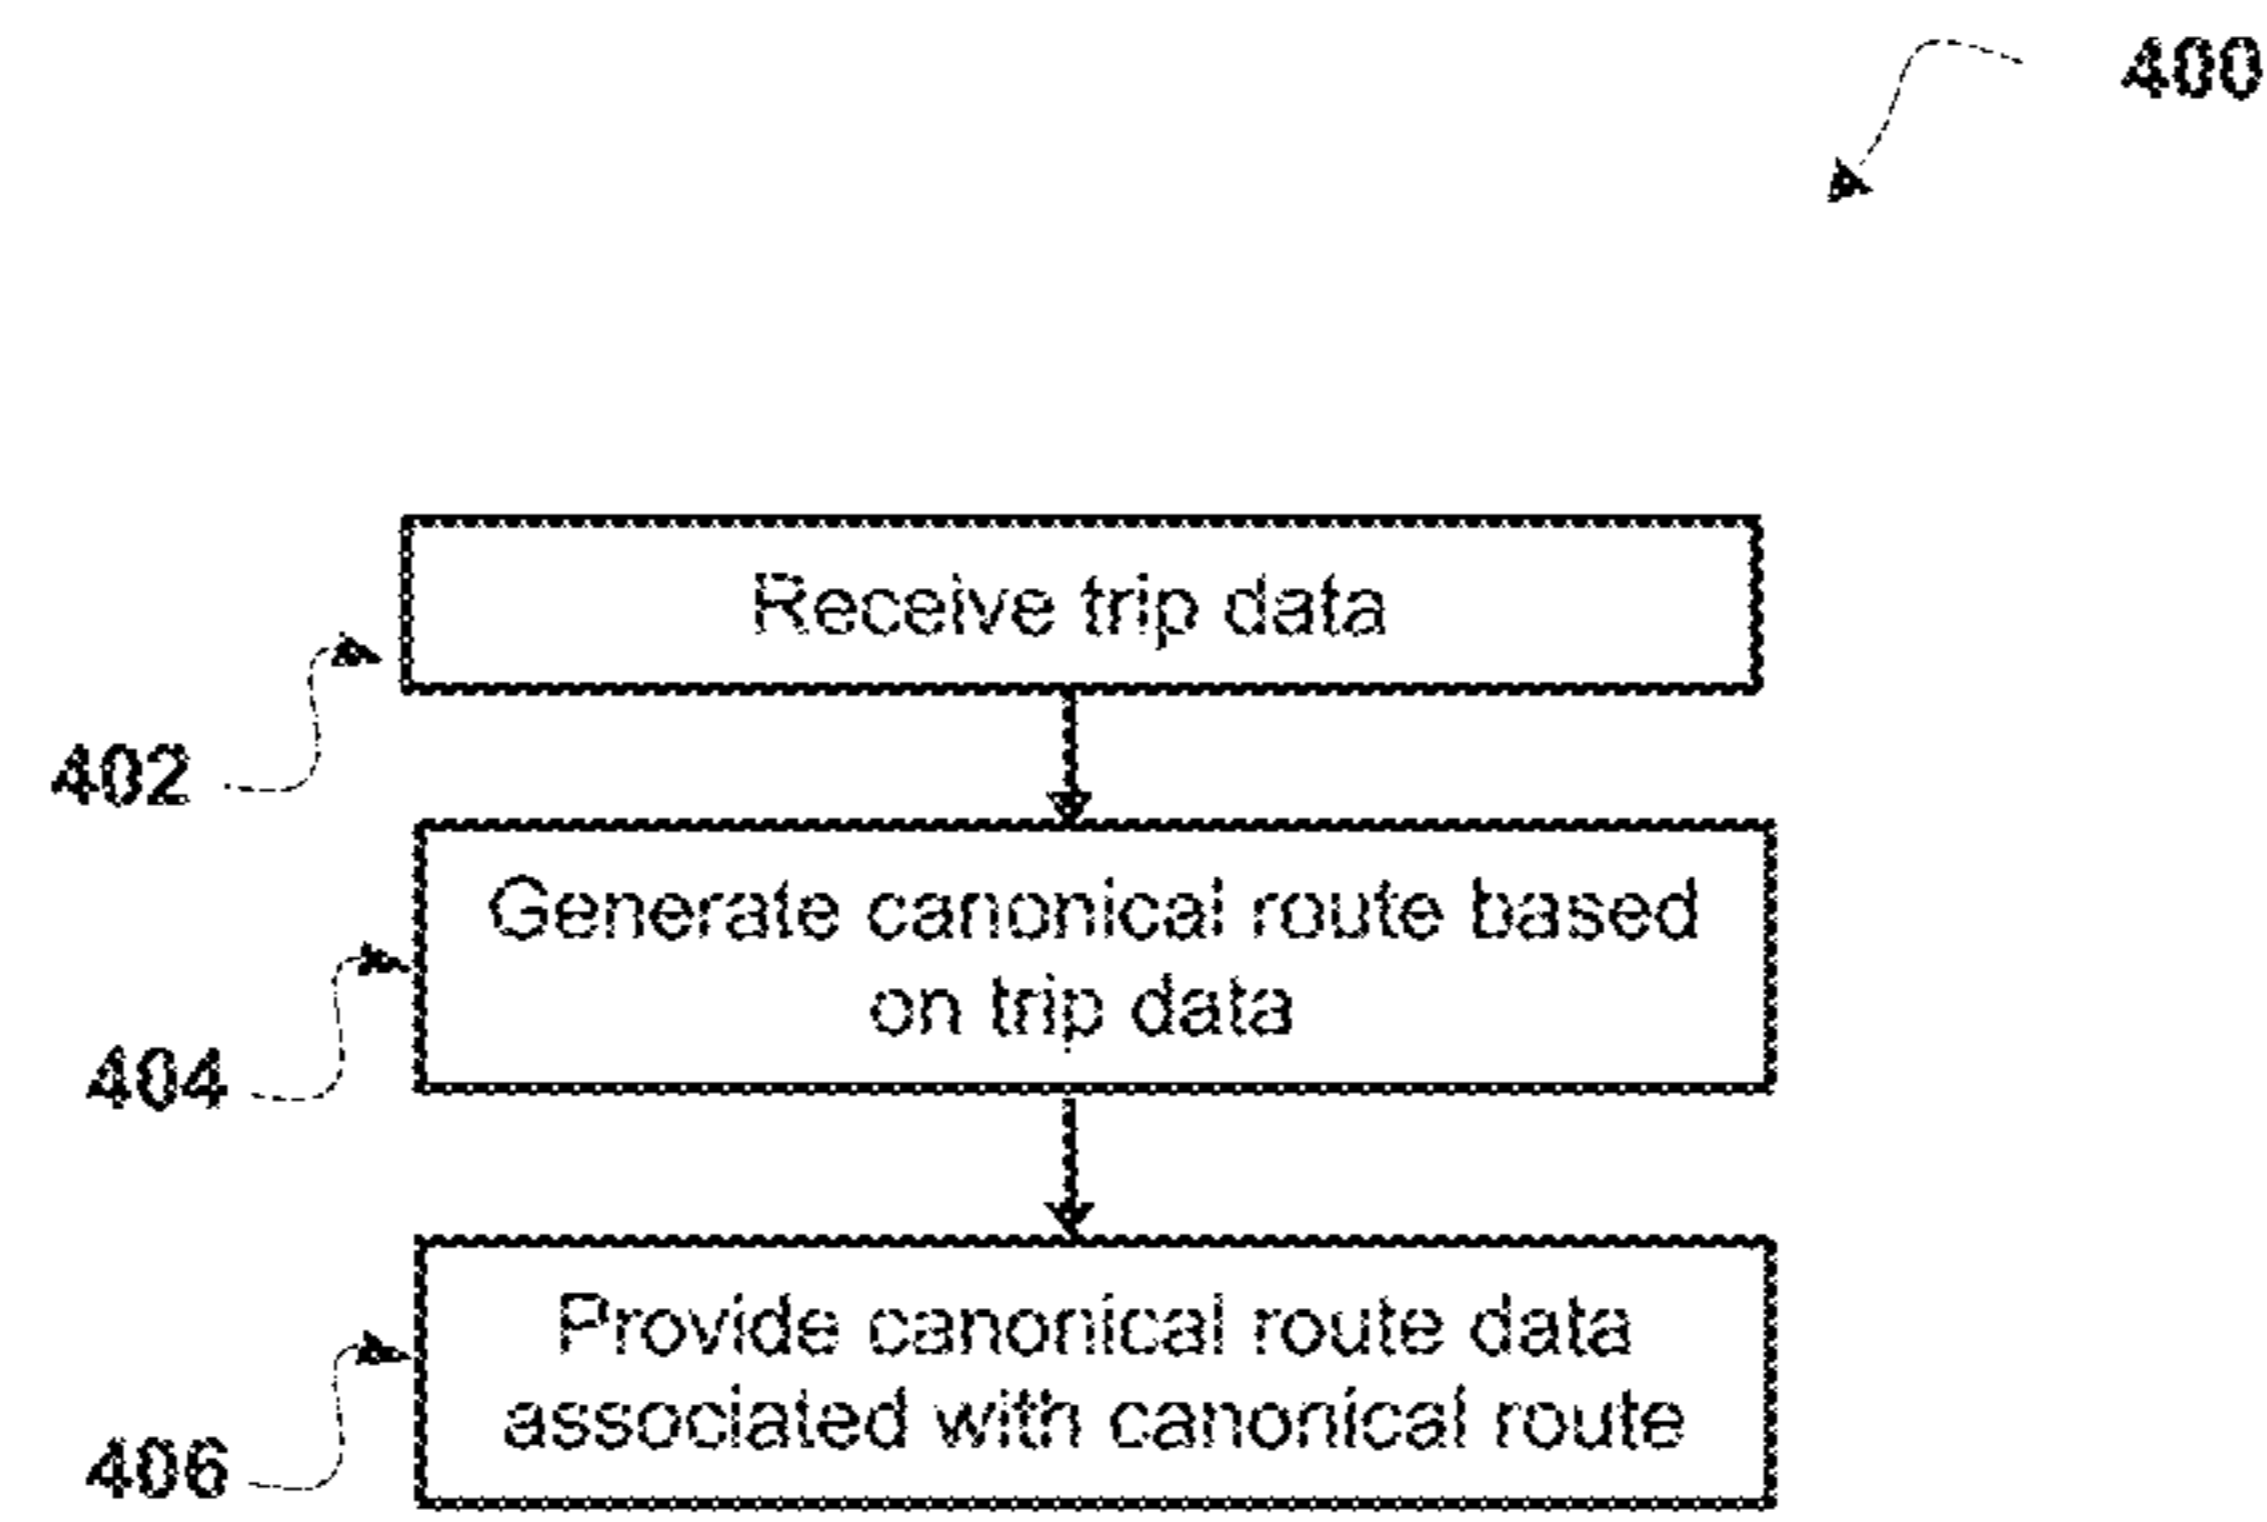 400
Receive trip data
402
Generate canonical route based
on trip data
404
Provide canonical route data
associated with canonical route
406